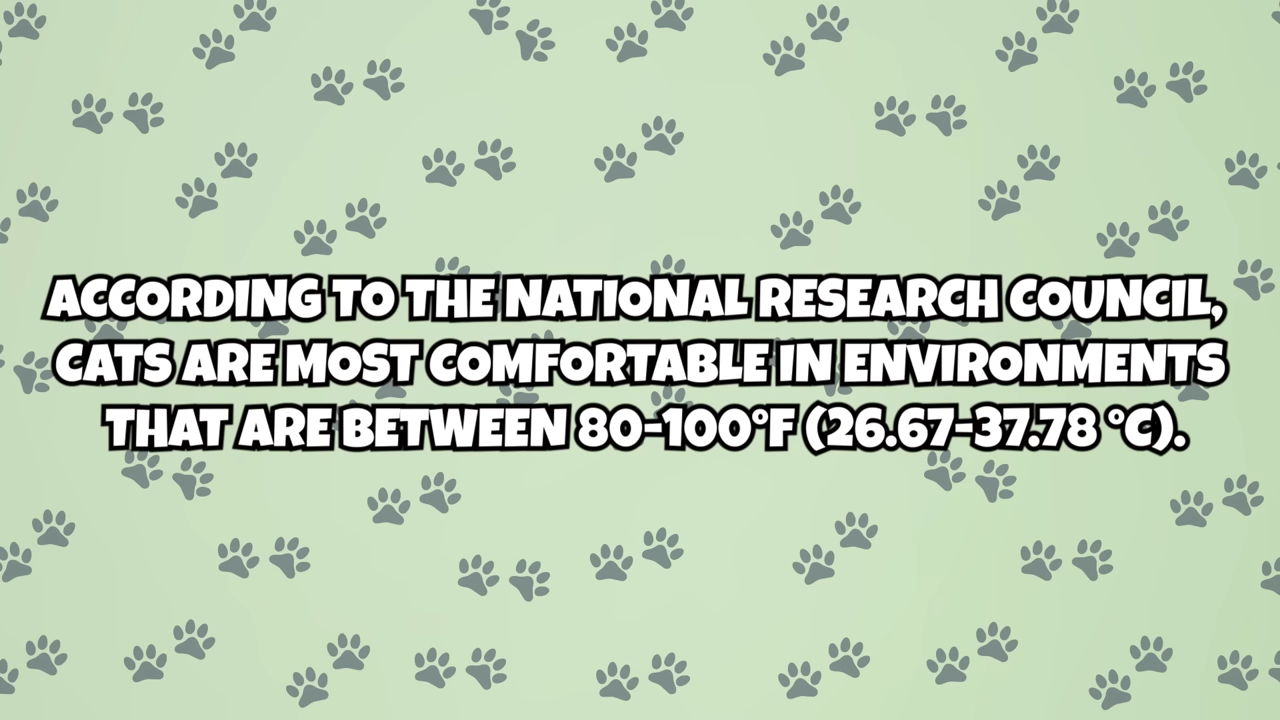 ACCORDING TO THE NATIONAL RESEARCH COUNCIL,
CATS ARE MOST COMFORTABLE IN ENVIRONMENTS
THAT ARE BETWEEN 80-100°F (26.67-37.78 °C).